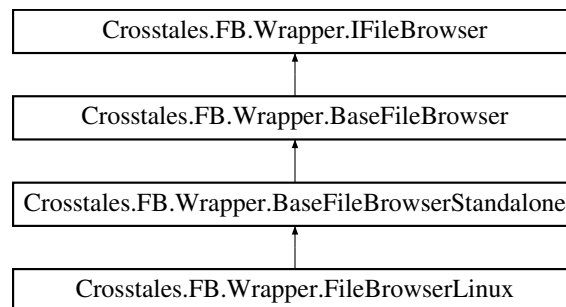 Crosstales.FB.Wrapper.IFileBrowser
Crosstales.FB.Wrapper.BaseFileBrowser
Crosstales.FB.Wrapper.BaseFileBrowserStandalone
Crosstales.FB.Wrapper.FileBrowserLinux